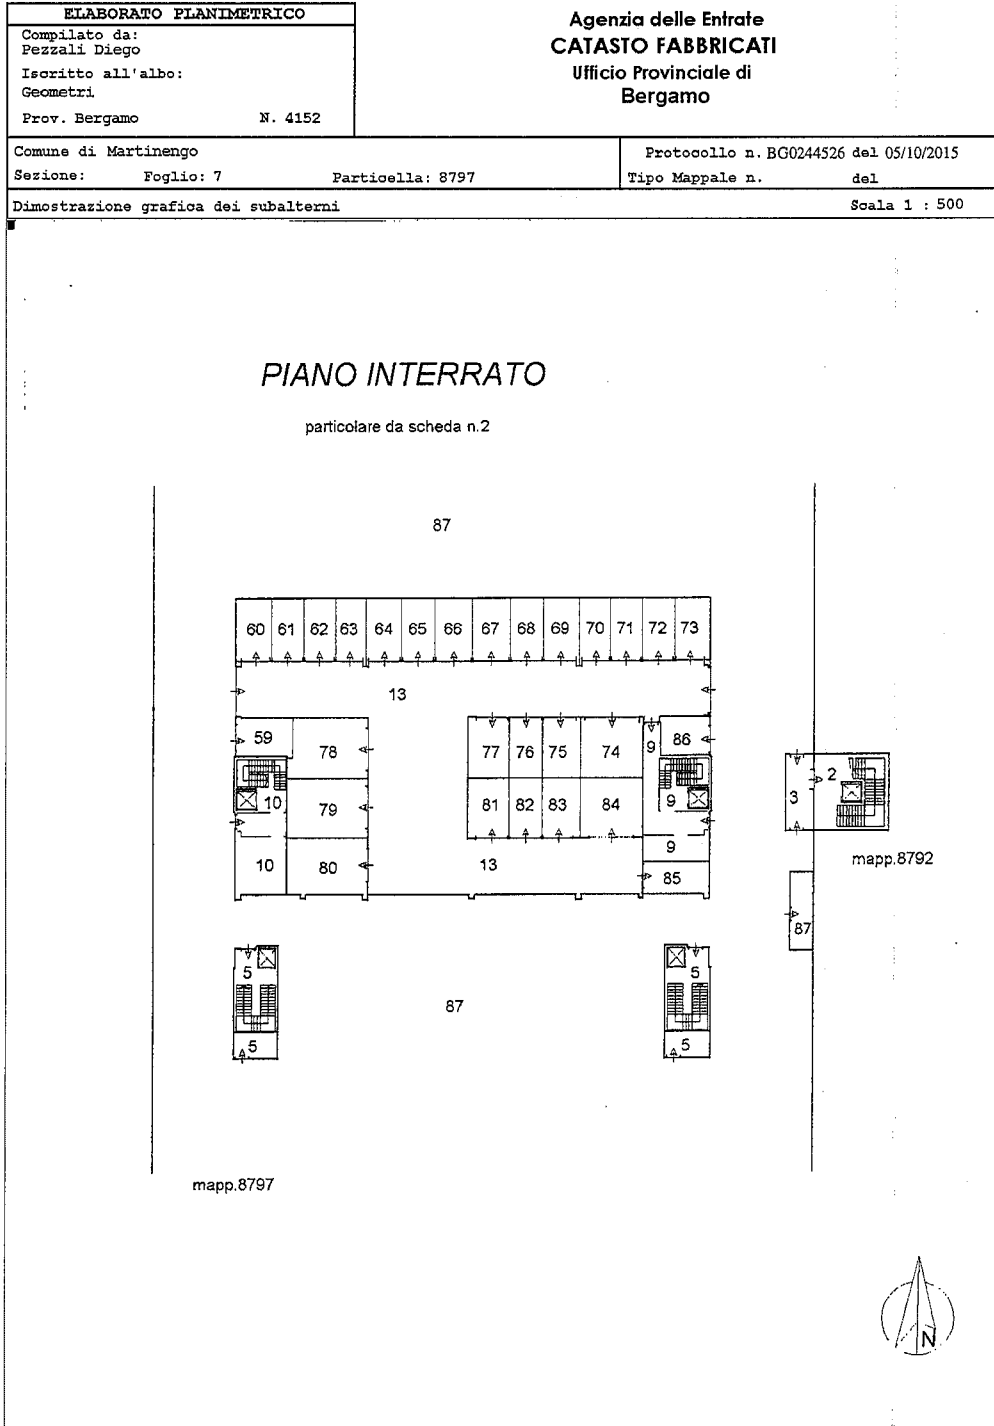 ELABORATO PLANIMETRICO
Compilato da:
Pezzali Diego
Iscritto all'albo:
Geometri
Prov. Bergamo N. 4152
Agenzia delle Entrate
CATASTO FABBRICATI
Ufficio Provinciale di
Bergamo
Comune di Martinengo
Sezione: Foglio: 7 Particella: 8797
Protocollo n. BG0244526 del 05/10/2015
Tipo Mappale n. del
Dimostrazione grafica dei subalterni
Scala 1 : 500
PIANO INTERRATO
particolare da scheda n.2
87
60 61 62 63 64 65 66 67 68 69 70 71 72 73
13
59 78 77 76 75 74 9 86
10 79 81 82 83 84 9
3 2
10 80 13 9
85
mapp.8792
87
5 5
87
5 5
mapp.8797
N